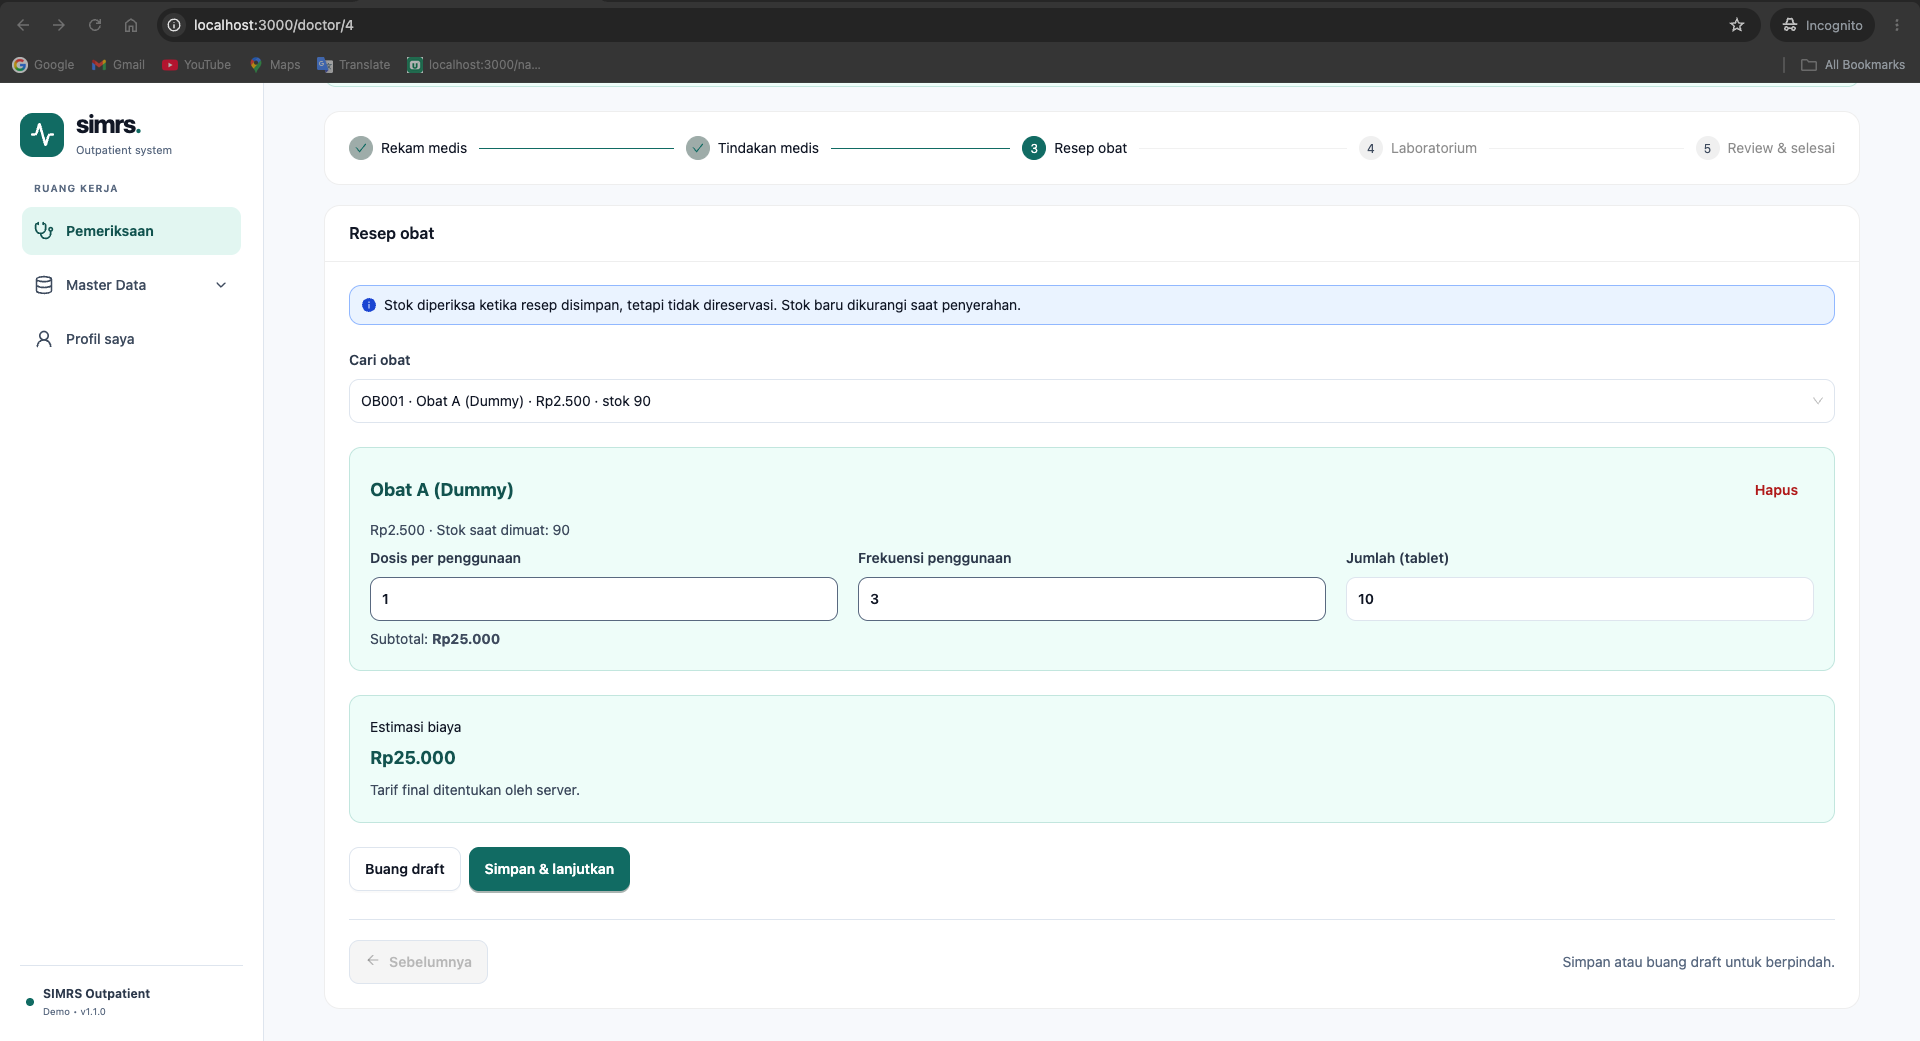 localhost:3000/doctor/4
Incognito
Google
Gmail
YouTube
Maps
Translate
localhost:3000/na...
All Bookmarks
simrs.
Outpatient system
RUANG KERJA
Pemeriksaan
Master Data
Profil saya
SIMRS Outpatient
Demo • v1.1.0
Rekam medis
Tindakan medis
3 Resep obat
4 Laboratorium
5 Review & selesai
Resep obat
Stok diperiksa ketika resep disimpan, tetapi tidak direservasi. Stok baru dikurangi saat penyerahan.
Cari obat
OB001 · Obat A (Dummy) · Rp2.500 · stok 90
Obat A (Dummy)
Hapus
Rp2.500 · Stok saat dimuat: 90
Dosis per penggunaan
Frekuensi penggunaan
Jumlah (tablet)
1
3
10
Subtotal: Rp25.000
Estimasi biaya
Rp25.000
Tarif final ditentukan oleh server.
Buang draft
Simpan & lanjutkan
Sebelumnya
Simpan atau buang draft untuk berpindah.